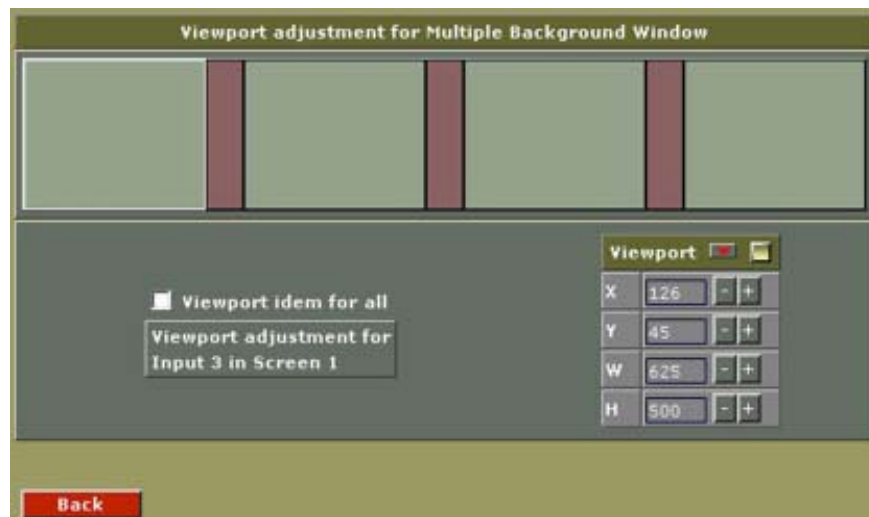 Viewport adjustment for Multiple Background Window
Viewport
X 126 - +
Viewport idem for all
Y 45 - +
Viewport adjustment for
Input 3 in Screen 1
W 625 - +
H 500 - +
Back